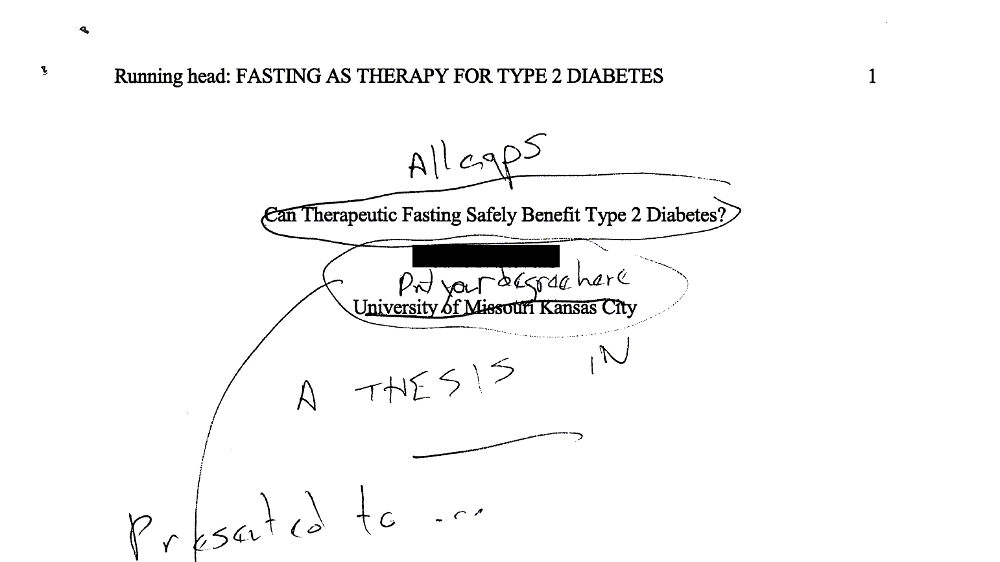 Running head: FASTING AS THERAPY FOR TYPE 2 DIABETES 1
All caps
Can Therapeutic Fasting Safely Benefit Type 2 Diabetes?
Put your degree here
University of Missouri Kansas City
A THESIS IN
Presented to ...